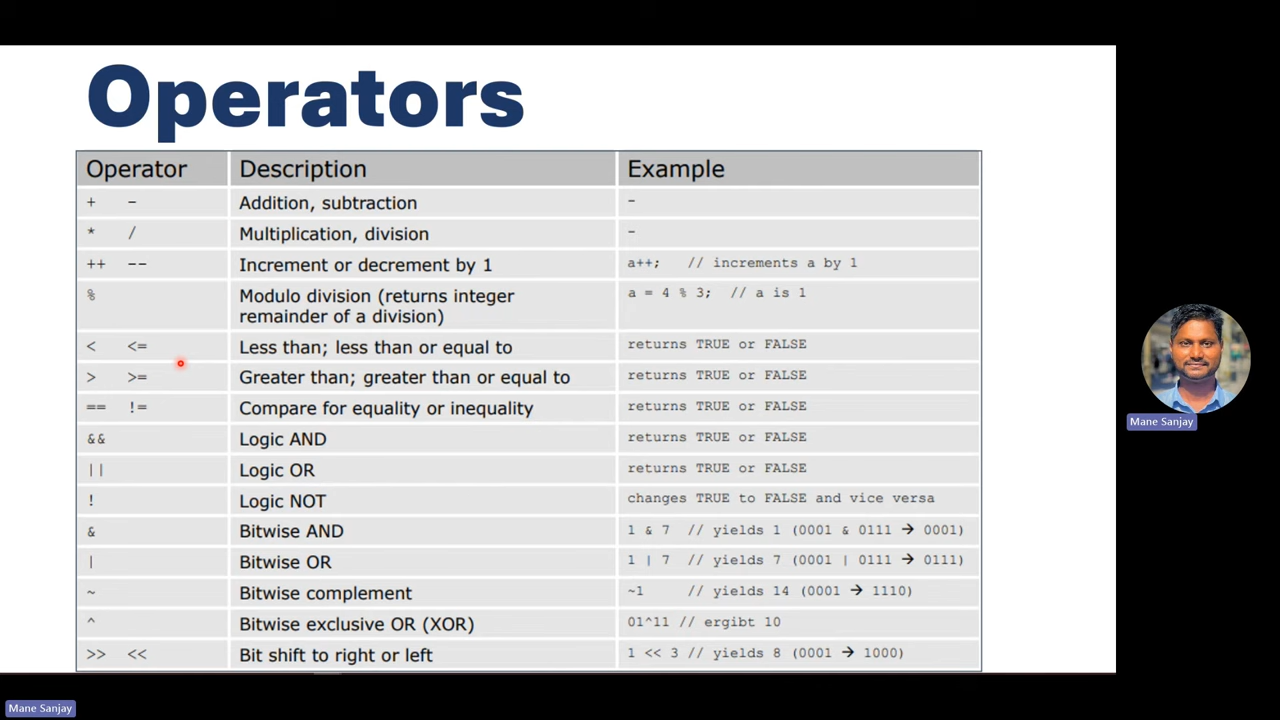 Operators
Operator Description Example
+ - Addition, subtraction -
* / Multiplication, division -
++ -- Increment or decrement by 1 a++; // increments a by 1
% Modulo division (returns integer a = 4 % 3; // a is 1
remainder of a division)
< <= Less than; less than or equal to returns TRUE or FALSE
> >= Greater than; greater than or equal to returns TRUE or FALSE
== != Compare for equality or inequality returns TRUE or FALSE
&& Logic AND returns TRUE or FALSE
|| Logic OR returns TRUE or FALSE
! Logic NOT changes TRUE to FALSE and vice versa
& Bitwise AND 1 & 7 // yields 1 (0001 & 0111 → 0001)
| Bitwise OR 1 | 7 // yields 7 (0001 | 0111 → 0111)
~ Bitwise complement ~1 // yields 14 (0001 → 1110)
^ Bitwise exclusive OR (XOR) 01^11 // ergibt 10
>> << Bit shift to right or left 1 << 3 // yields 8 (0001 → 1000)
Mane Sanjay
Mane Sanjay